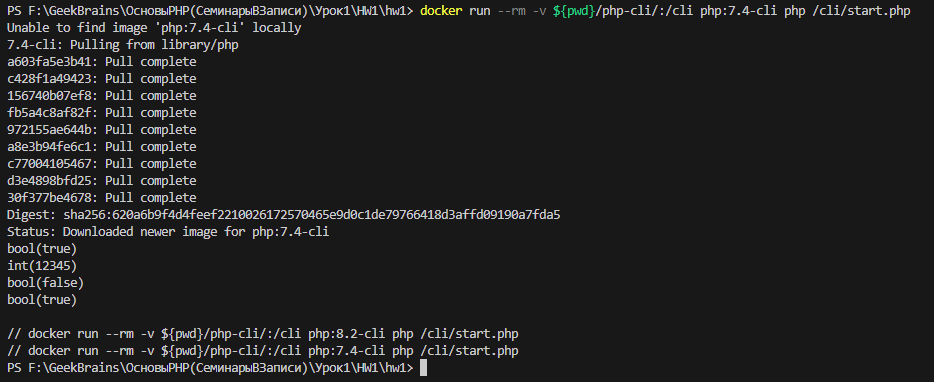 PS F:\GeekBrains\ОсновыPHP(СеминарыВЗаписи)\Урок1\HW1\hw1> docker run --rm -v ${pwd}/php-cli/:/cli php:7.4-cli php /cli/start.php
Unable to find image 'php:7.4-cli' locally
7.4-cli: Pulling from library/php
a603fa5e3b41: Pull complete
c428f1a49423: Pull complete
156740b07ef8: Pull complete
fb5a4c8af82f: Pull complete
972155ae644b: Pull complete
a8e3b94fe6c1: Pull complete
c77004105467: Pull complete
d3e4898bfd25: Pull complete
30f377be4678: Pull complete
Digest: sha256:620a6b9f4d4feef2210026172570465e9d0c1de79766418d3affd09190a7fda5
Status: Downloaded newer image for php:7.4-cli
bool(true)
int(12345)
bool(false)
bool(true)
// docker run --rm -v ${pwd}/php-cli/:/cli php:8.2-cli php /cli/start.php
// docker run --rm -v ${pwd}/php-cli/:/cli php:7.4-cli php /cli/start.php
PS F:\GeekBrains\ОсновыPHP(СеминарыВЗаписи)\Урок1\HW1\hw1>